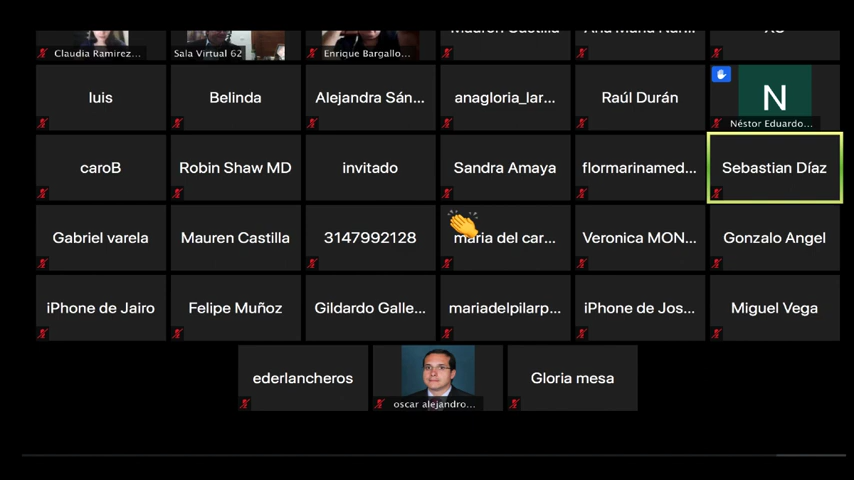 Claudia Ramirez...
Sala Virtual 62
Enrique Bargallo...
Mauren Castilla
luis
Belinda
Alejandra Sán...
anagloria_lar...
Raúl Durán
N
Néstor Eduardo...
caroB
Robin Shaw MD
invitado
Sandra Amaya
flormarinamed...
Sebastian Díaz
Gabriel varela
Mauren Castilla
3147992128
maria del car...
Veronica MON...
Gonzalo Angel
iPhone de Jairo
Felipe Muñoz
Gildardo Galle...
mariadelpilarp...
iPhone de Jos...
Miguel Vega
ederlancheros
oscar alejandro...
Gloria mesa